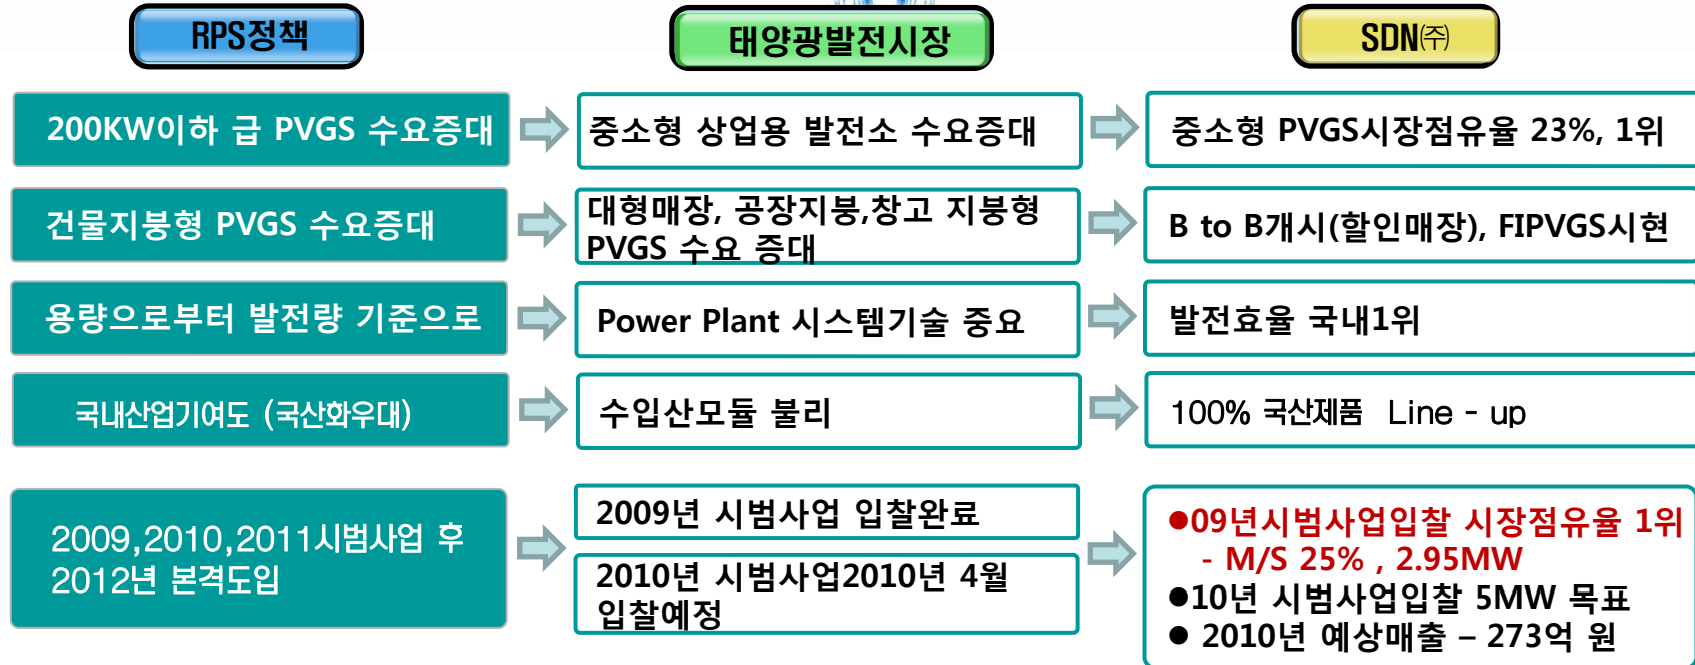 RPS정책
태양광발전시장
SDN㈜
200KW이하 급 PVGS 수요증대
중소형 상업용 발전소 수요증대
중소형 PVGS시장점유율 23%, 1위
건물지붕형 PVGS 수요증대
대형매장, 공장지붕,창고 지붕형
PVGS 수요 증대
B to B개시(할인매장), FIPVGS시현
용량으로부터 발전량 기준으로
Power Plant 시스템기술 중요
발전효율 국내1위
국내산업기여도 (국산화우대)
수입산모듈 불리
100% 국산제품 Line - up
2009,2010,2011시범사업 후
2012년 본격도입
2009년 시범사업 입찰완료
2010년 시범사업2010년 4월
입찰예정
●09년시범사업입찰 시장점유율 1위
- M/S 25% , 2.95MW
●10년 시범사업입찰 5MW 목표
● 2010년 예상매출 – 273억 원